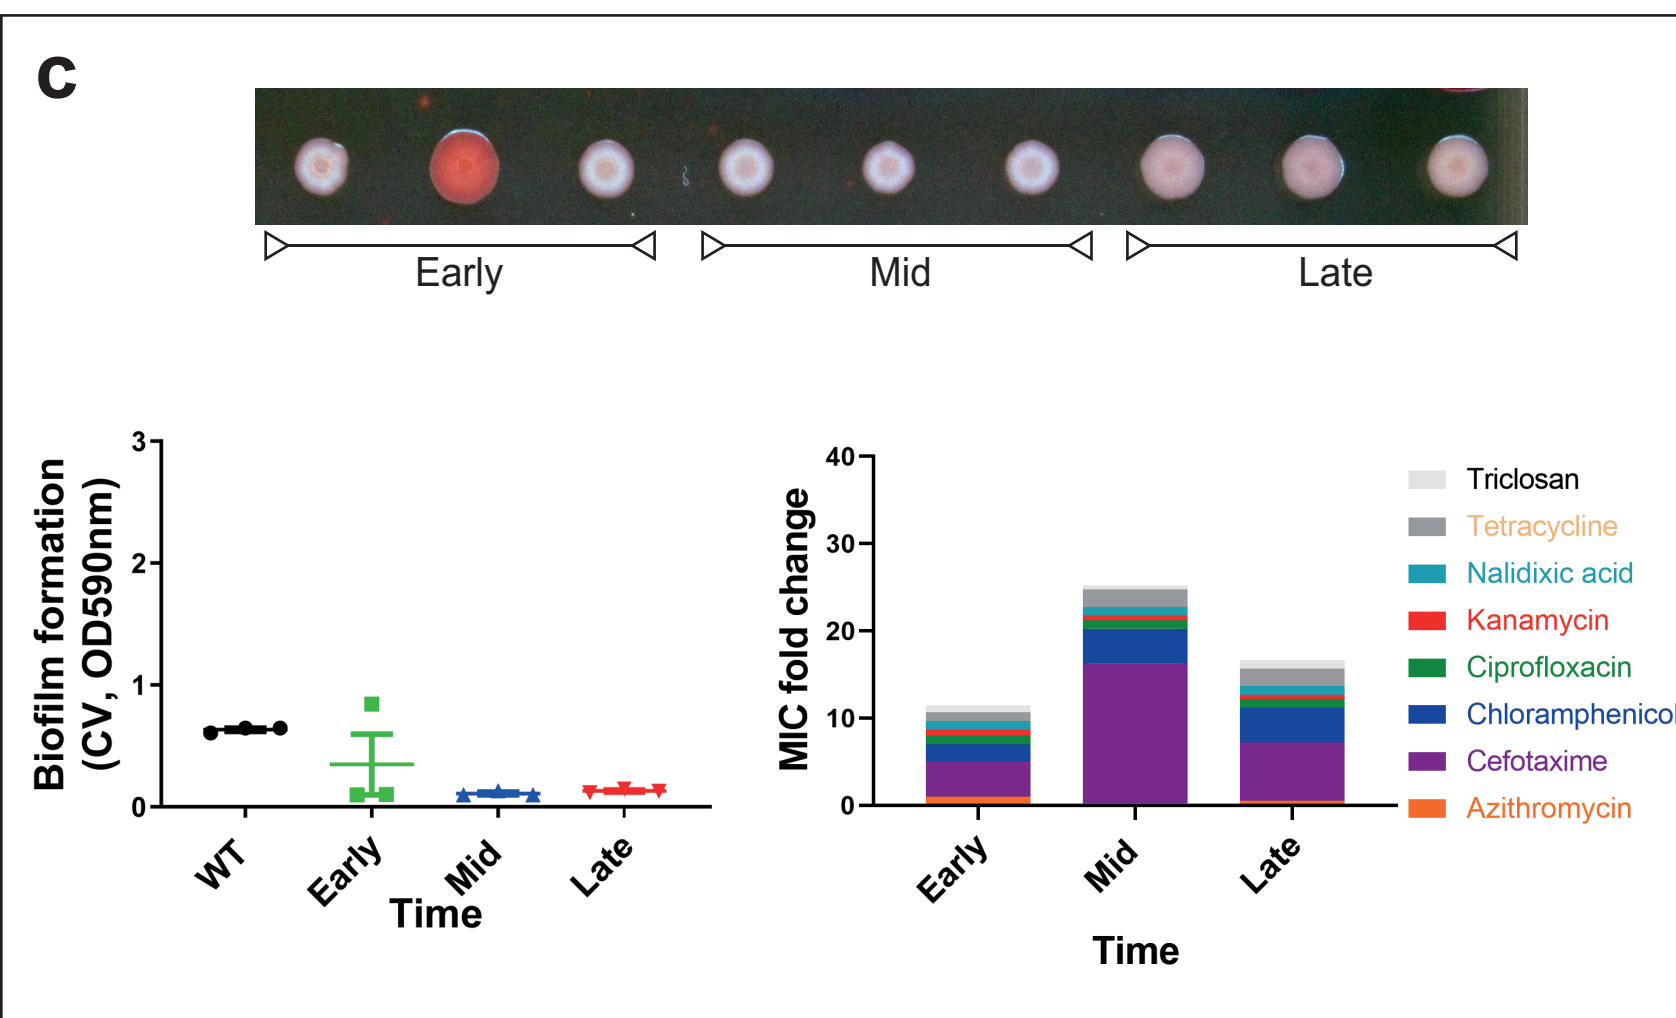 c
Early Mid Late
Biofilm formation
(CV, OD590nm)
3
2
1
0
WT Early Mid Late
Time
MIC fold change
40
30
20
10
0
Early Mid Late
Time
Triclosan
Tetracycline
Nalidixic acid
Kanamycin
Ciprofloxacin
Chloramphenicol
Cefotaxime
Azithromycin